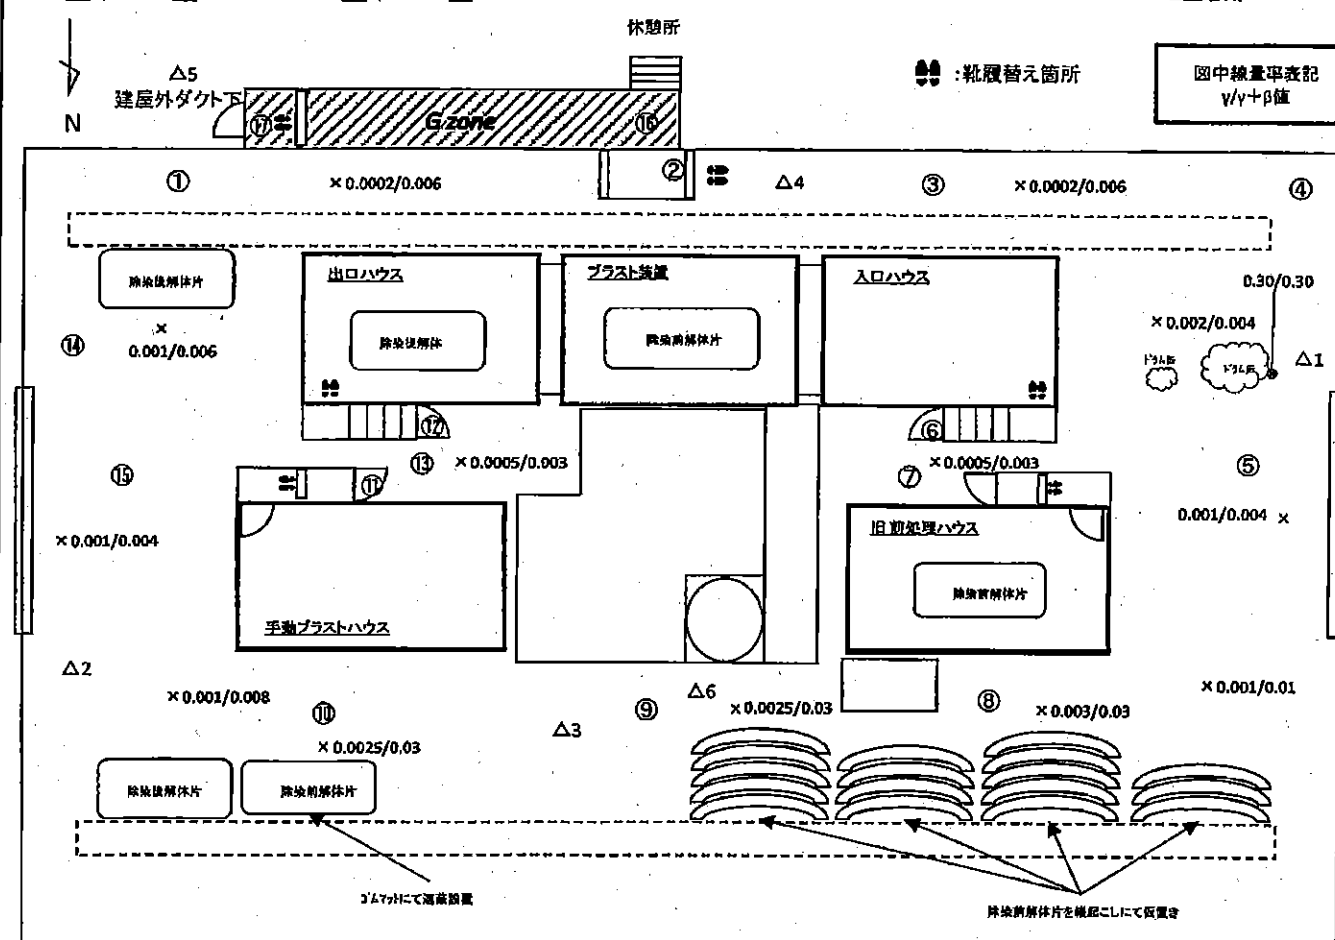 休憩所
:靴履替え箇所
図中線量率表記
γ/γ+β値
△5
建屋外ダクト下
N
⑰
G zone
⑯
①
×0.0002/0.006
②
△4
③
×0.0002/0.006
④
除染後解体片
出口ハウス
ブラスト装置
入口ハウス
0.30/0.30
除染後解体
除染前解体片
×0.002/0.004
⑭
×
0.001/0.006
ドラム缶
ドラム缶
△1
⑫
⑥
⑬
×0.0005/0.003
⑦
×0.0005/0.003
⑤
⑮
⑪
0.001/0.004 ×
×0.001/0.004
旧前処理ハウス
除染前解体片
手動ブラストハウス
△2
×0.001/0.008
⑩
△3
⑨
△6
×0.0025/0.03
⑧
×0.003/0.03
×0.001/0.01
×0.0025/0.03
除染後解体片
除染前解体片
ゴムマットにて遮蔽設置
除染前解体片を縦起こしにて仮置き